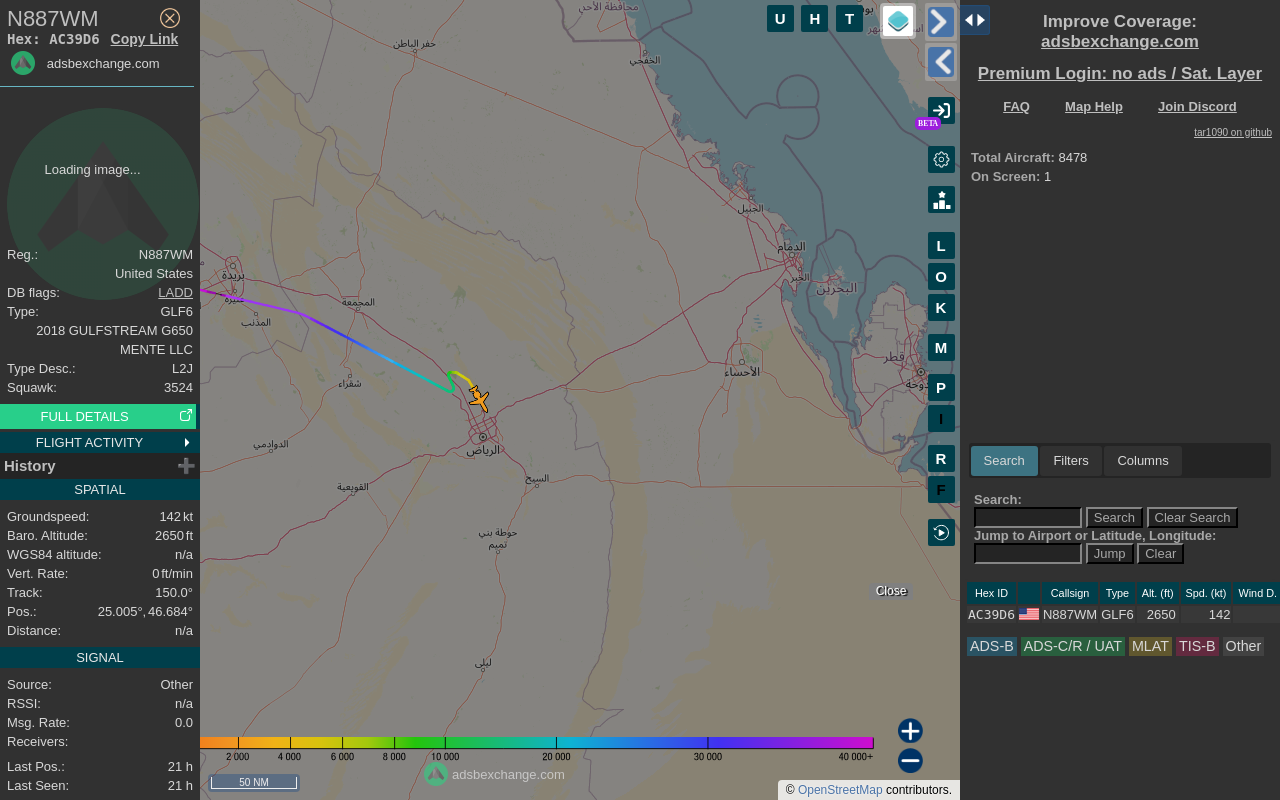 N887WM
Hex: AC39D6 Copy Link
adsbexchange.com
Loading image...
Reg.: N887WM
United States
DB flags: LADD
Type: GLF6
2018 GULFSTREAM G650
MENTE LLC
Type Desc.: L2J
Squawk: 3524
FULL DETAILS
FLIGHT ACTIVITY
History
SPATIAL
Groundspeed: 142 kt
Baro. Altitude: 2650 ft
WGS84 altitude: n/a
Vert. Rate: 0 ft/min
Track: 150.0°
Pos.: 25.005°, 46.684°
Distance: n/a
SIGNAL
Source: Other
RSSI: n/a
Msg. Rate: 0.0
Receivers:
Last Pos.: 21 h
Last Seen: 21 h
محافظة الأحمدي
حفر الباطن
الخفجي
الجبيل
الدمام
الخبر
البحرين
قطر
الدوحة
الأحساء
بريدة
عنيزة
المذنب
المجمعة
شقراء
الدوادمي
القويعية
الرياض
السيح
حوطة بني
تميم
ليلى
U H T
BETA
L
O
K
M
P
I
R
F
Close
2 000 4 000 6 000 8 000 10 000 20 000 30 000 40 000+
adsbexchange.com
50 NM
© OpenStreetMap contributors.
Improve Coverage:
adsbexchange.com
Premium Login: no ads / Sat. Layer
FAQ Map Help Join Discord
tar1090 on github
Total Aircraft: 8478
On Screen: 1
Search Filters Columns
Search:
Search Clear Search
Jump to Airport or Latitude, Longitude:
Jump Clear
Hex ID Callsign Type Alt. (ft) Spd. (kt) Wind D.
AC39D6 N887WM GLF6 2650 142
ADS-B ADS-C/R / UAT MLAT TIS-B Other